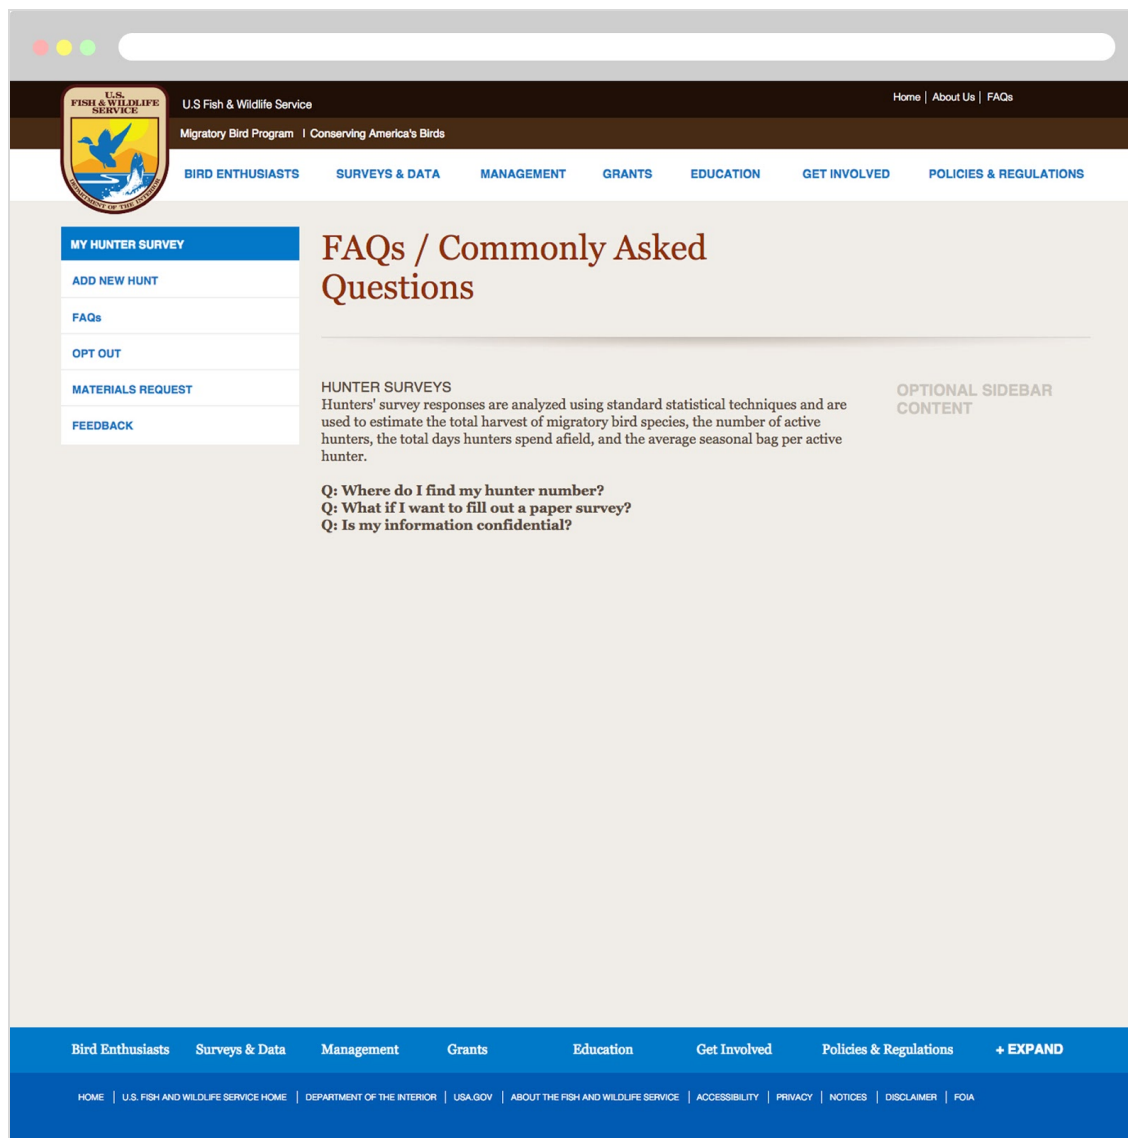 U.S.
FISH & WILDLIFE
SERVICE
DEPARTMENT OF THE INTERIOR
U.S Fish & Wildlife Service
Home | About Us | FAQs
Migratory Bird Program | Conserving America's Birds
BIRD ENTHUSIASTS SURVEYS & DATA MANAGEMENT GRANTS EDUCATION GET INVOLVED POLICIES & REGULATIONS
MY HUNTER SURVEY
ADD NEW HUNT
FAQs
OPT OUT
MATERIALS REQUEST
FEEDBACK
FAQs / Commonly Asked
Questions
HUNTER SURVEYS
Hunters' survey responses are analyzed using standard statistical techniques and are
used to estimate the total harvest of migratory bird species, the number of active
hunters, the total days hunters spend afield, and the average seasonal bag per active
hunter.
Q: Where do I find my hunter number?
Q: What if I want to fill out a paper survey?
Q: Is my information confidential?
OPTIONAL SIDEBAR
CONTENT
Bird Enthusiasts Surveys & Data Management Grants Education Get Involved Policies & Regulations + EXPAND
HOME | U.S. FISH AND WILDLIFE SERVICE HOME | DEPARTMENT OF THE INTERIOR | USA.GOV | ABOUT THE FISH AND WILDLIFE SERVICE | ACCESSIBILITY | PRIVACY | NOTICES | DISCLAIMER | FOIA